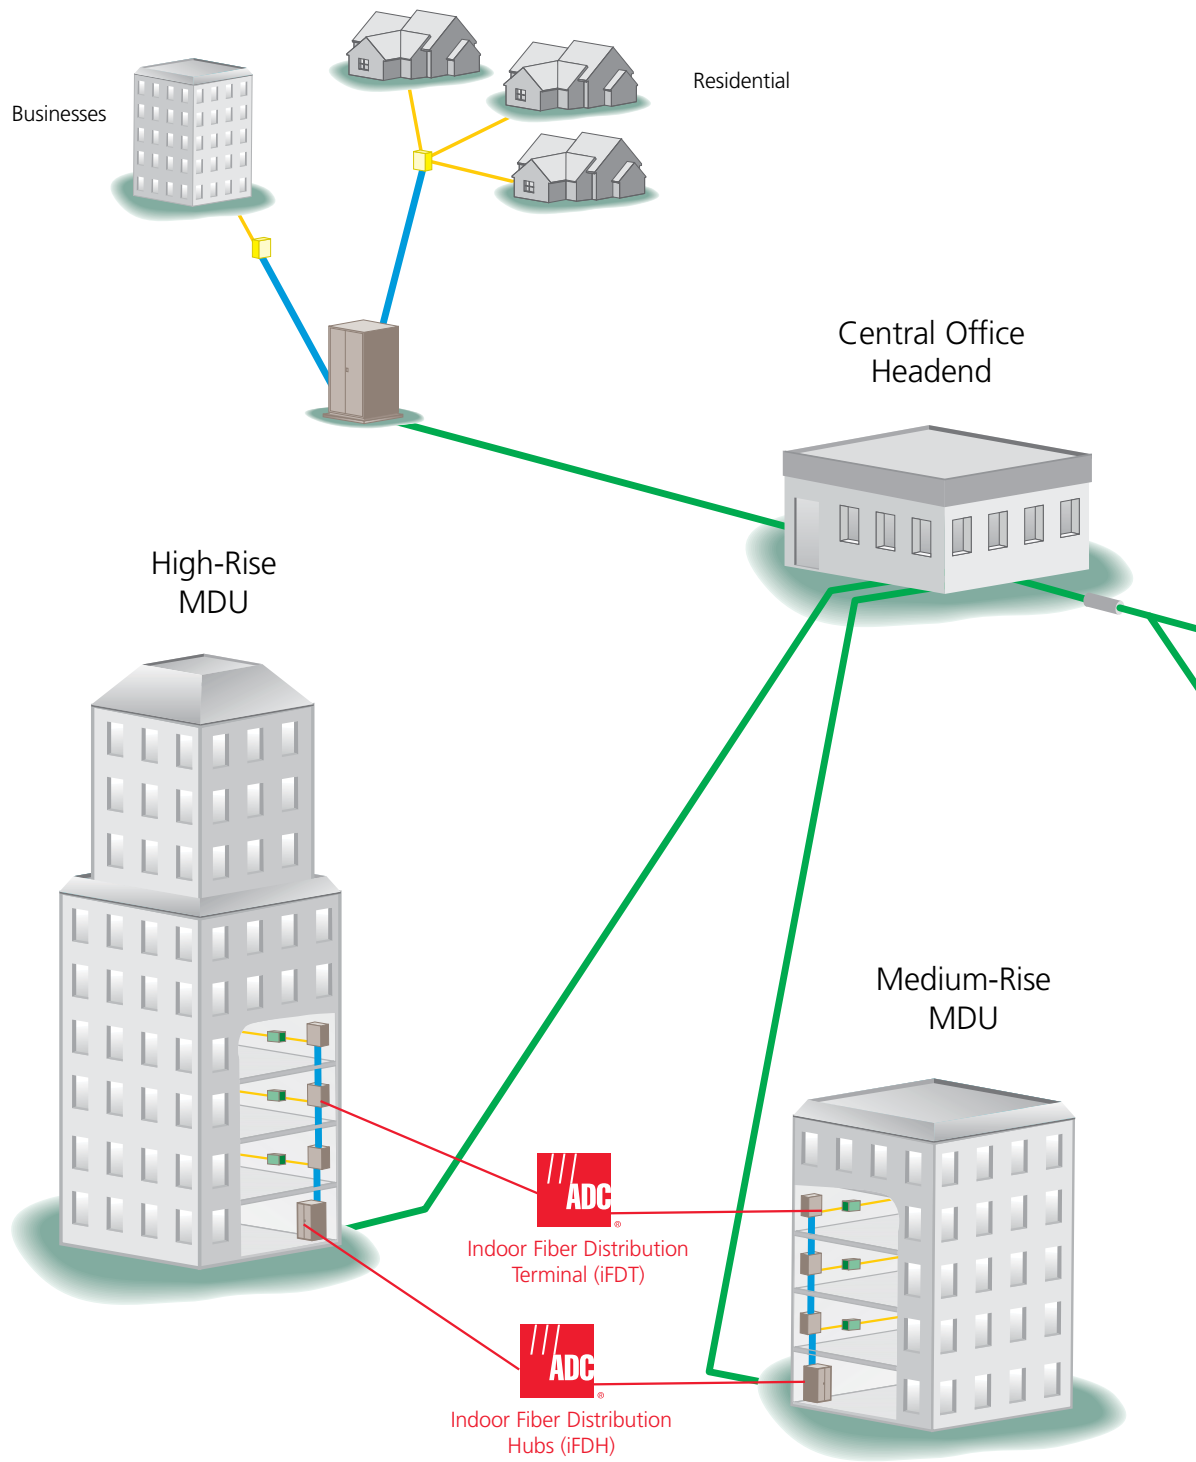 Businesses
Residential
Central Office
Headend
High-Rise
MDU
Medium-Rise
MDU
ADC
®
Indoor Fiber Distribution
Terminal (iFDT)
ADC
®
Indoor Fiber Distribution
Hubs (iFDH)